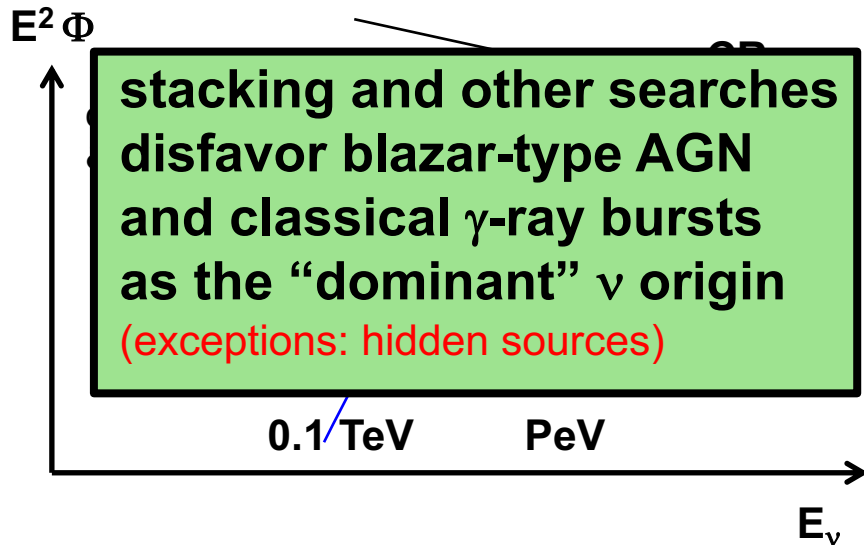 E² Φ
stacking and other searches
disfavor blazar-type AGN
and classical γ-ray bursts
as the “dominant” ν origin
(exceptions: hidden sources)
0.1 TeV PeV
Eν